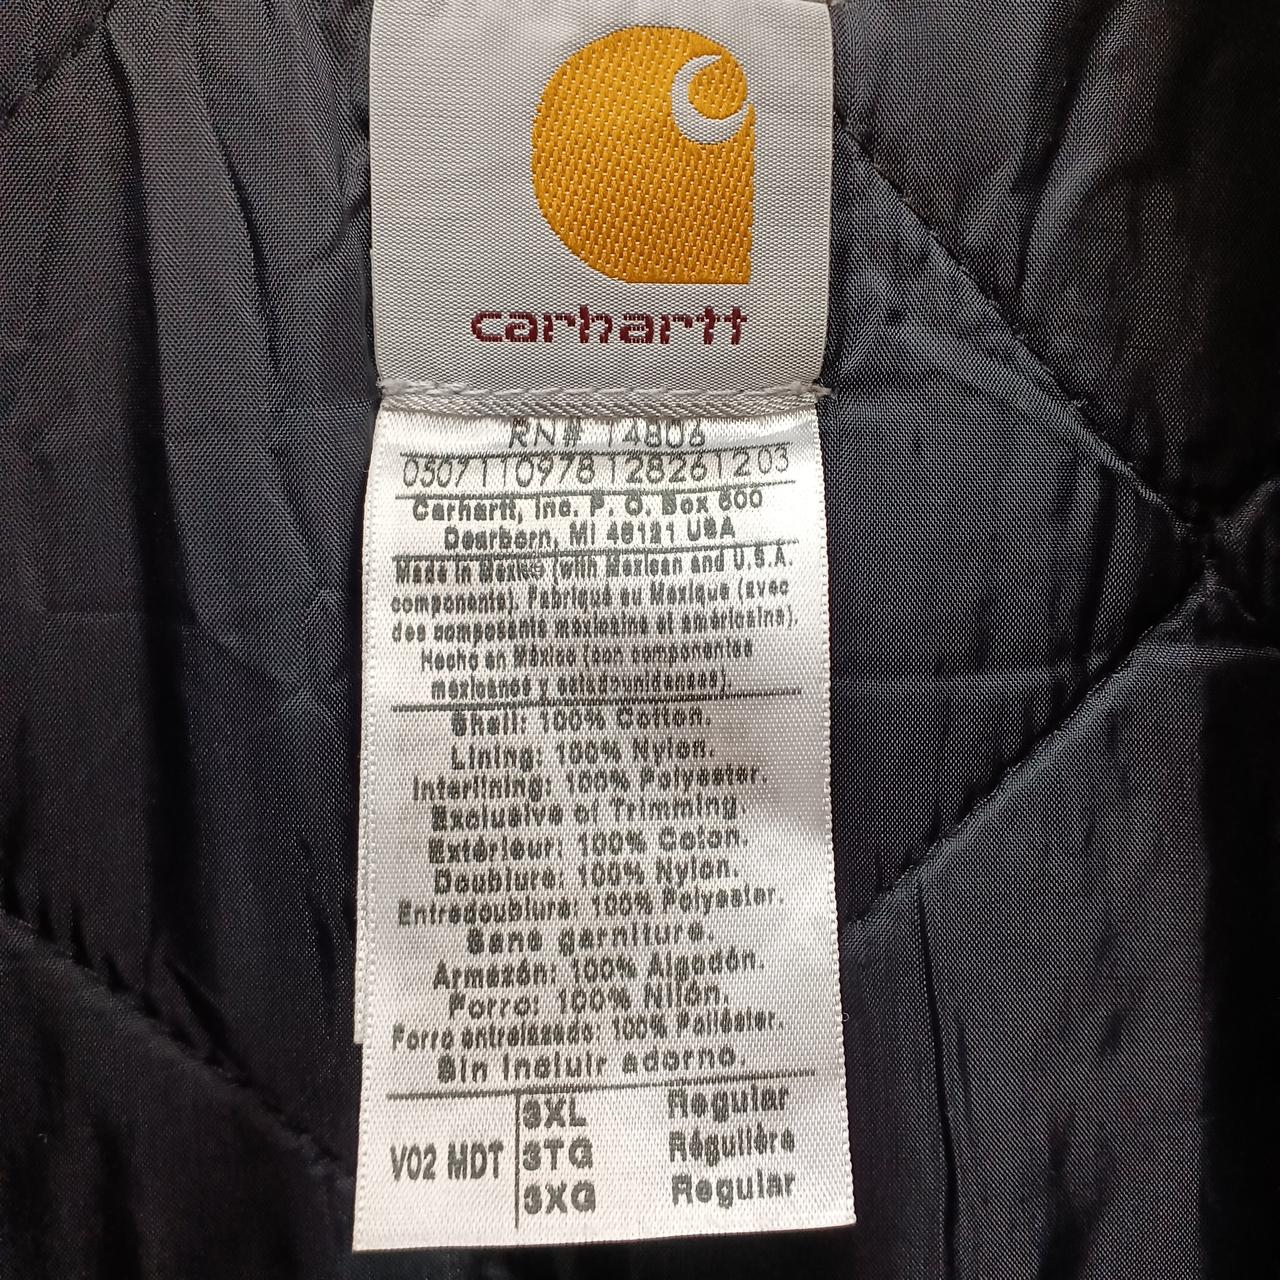 carhartt
RN# 14806
0507110978 12826 12 03
Carhartt, Inc. P. O. Box 600
Dearborn, MI 48121 USA
Made in Mexico (with Mexican and U.S.A.
components). Fabriqué au Mexique (avec
des composants mexicains et américains).
Hecho en México (con componentes
mexicanos y estadounidenses).
Shell: 100% Cotton.
Lining: 100% Nylon.
Interlining: 100% Polyester.
Exclusive of Trimming.
Extérieur: 100% Coton.
Doublure: 100% Nylon.
Entredoublure: 100% Polyester.
Sans garniture.
Armazón: 100% Algodón.
Forro: 100% Nilón.
Forro entrelazado: 100% Poliéster.
Sin incluir adorno.
V02 MDT
3XL Regular
3TG Régulière
3XG Regular